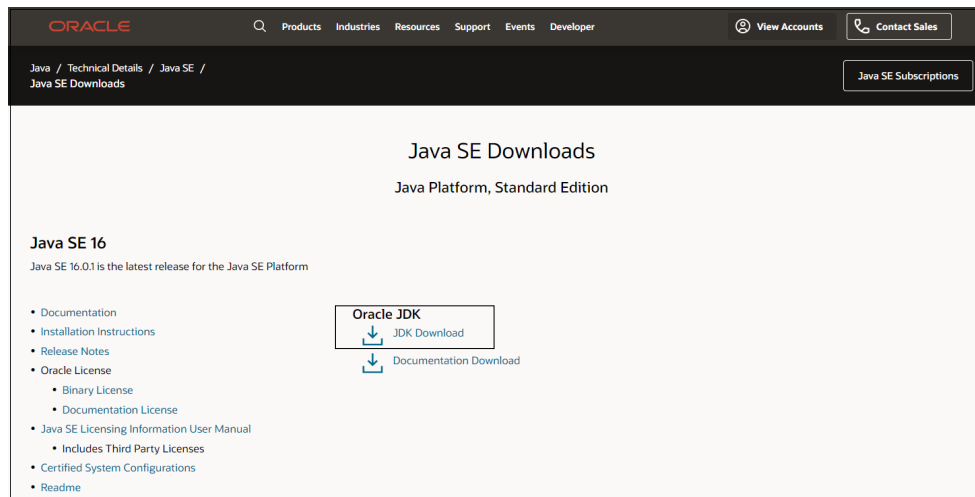 ORACLE Products Industries Resources Support Events Developer View Accounts Contact Sales
Java / Technical Details / Java SE /
Java SE Downloads
Java SE Subscriptions
Java SE Downloads
Java Platform, Standard Edition
Java SE 16
Java SE 16.0.1 is the latest release for the Java SE Platform
• Documentation
• Installation Instructions
• Release Notes
• Oracle License
• Binary License
• Documentation License
• Java SE Licensing Information User Manual
• Includes Third Party Licenses
• Certified System Configurations
• Readme
Oracle JDK
JDK Download
Documentation Download